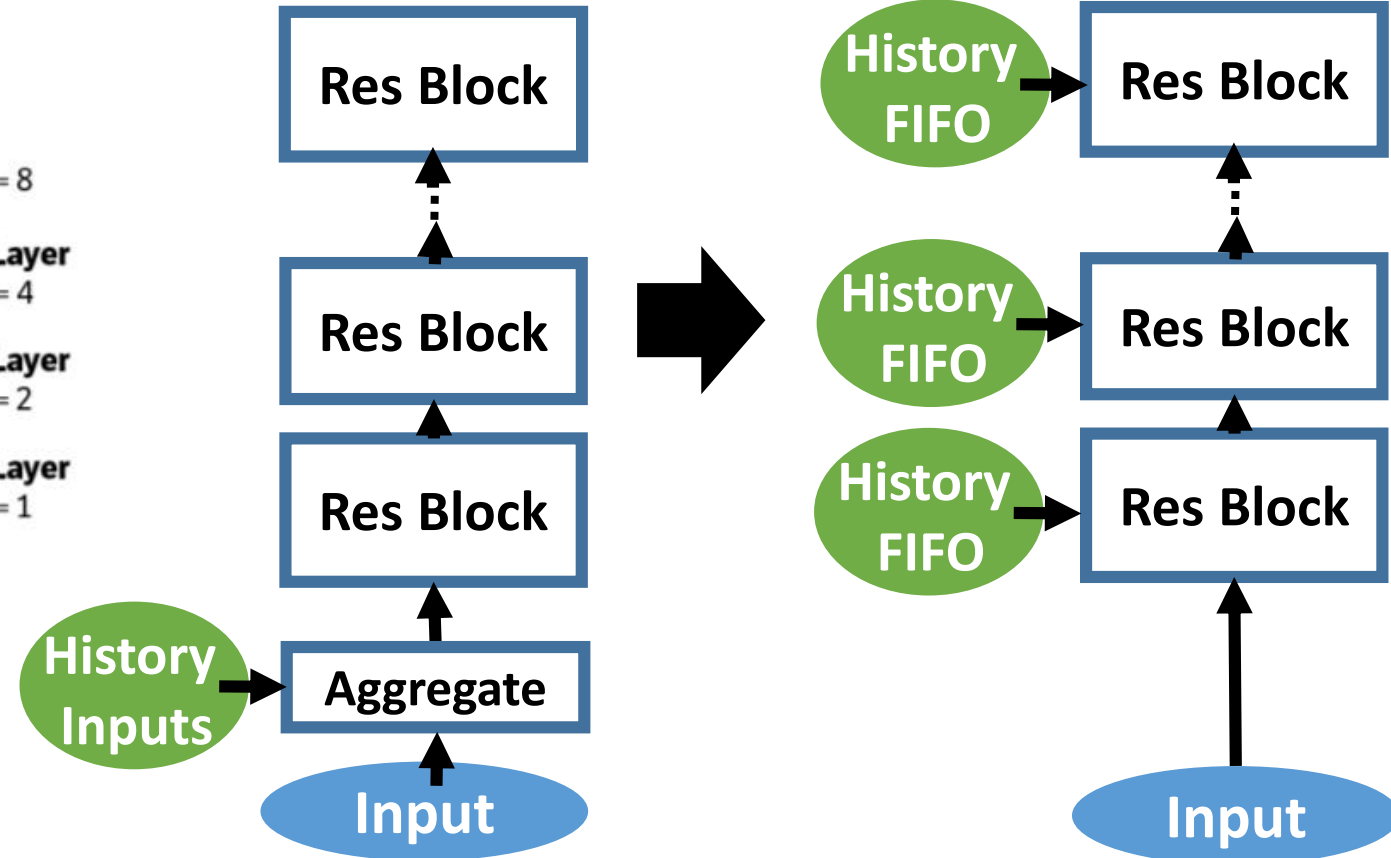 = 8
Layer
= 4
Layer
= 2
Layer
= 1
Res Block
Res Block
Res Block
History
Inputs
Aggregate
Input
History
FIFO
Res Block
History
FIFO
Res Block
History
FIFO
Res Block
Input